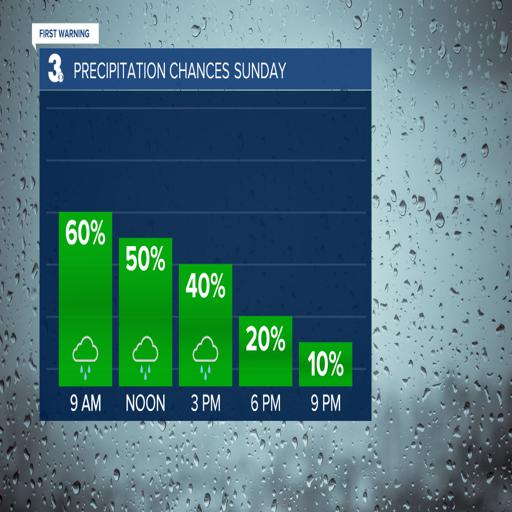 FIRST WARNING
3 PRECIPITATION CHANCES SUNDAY
60%
50%
40%
20%
10%
9 AM NOON 3 PM 6 PM 9 PM